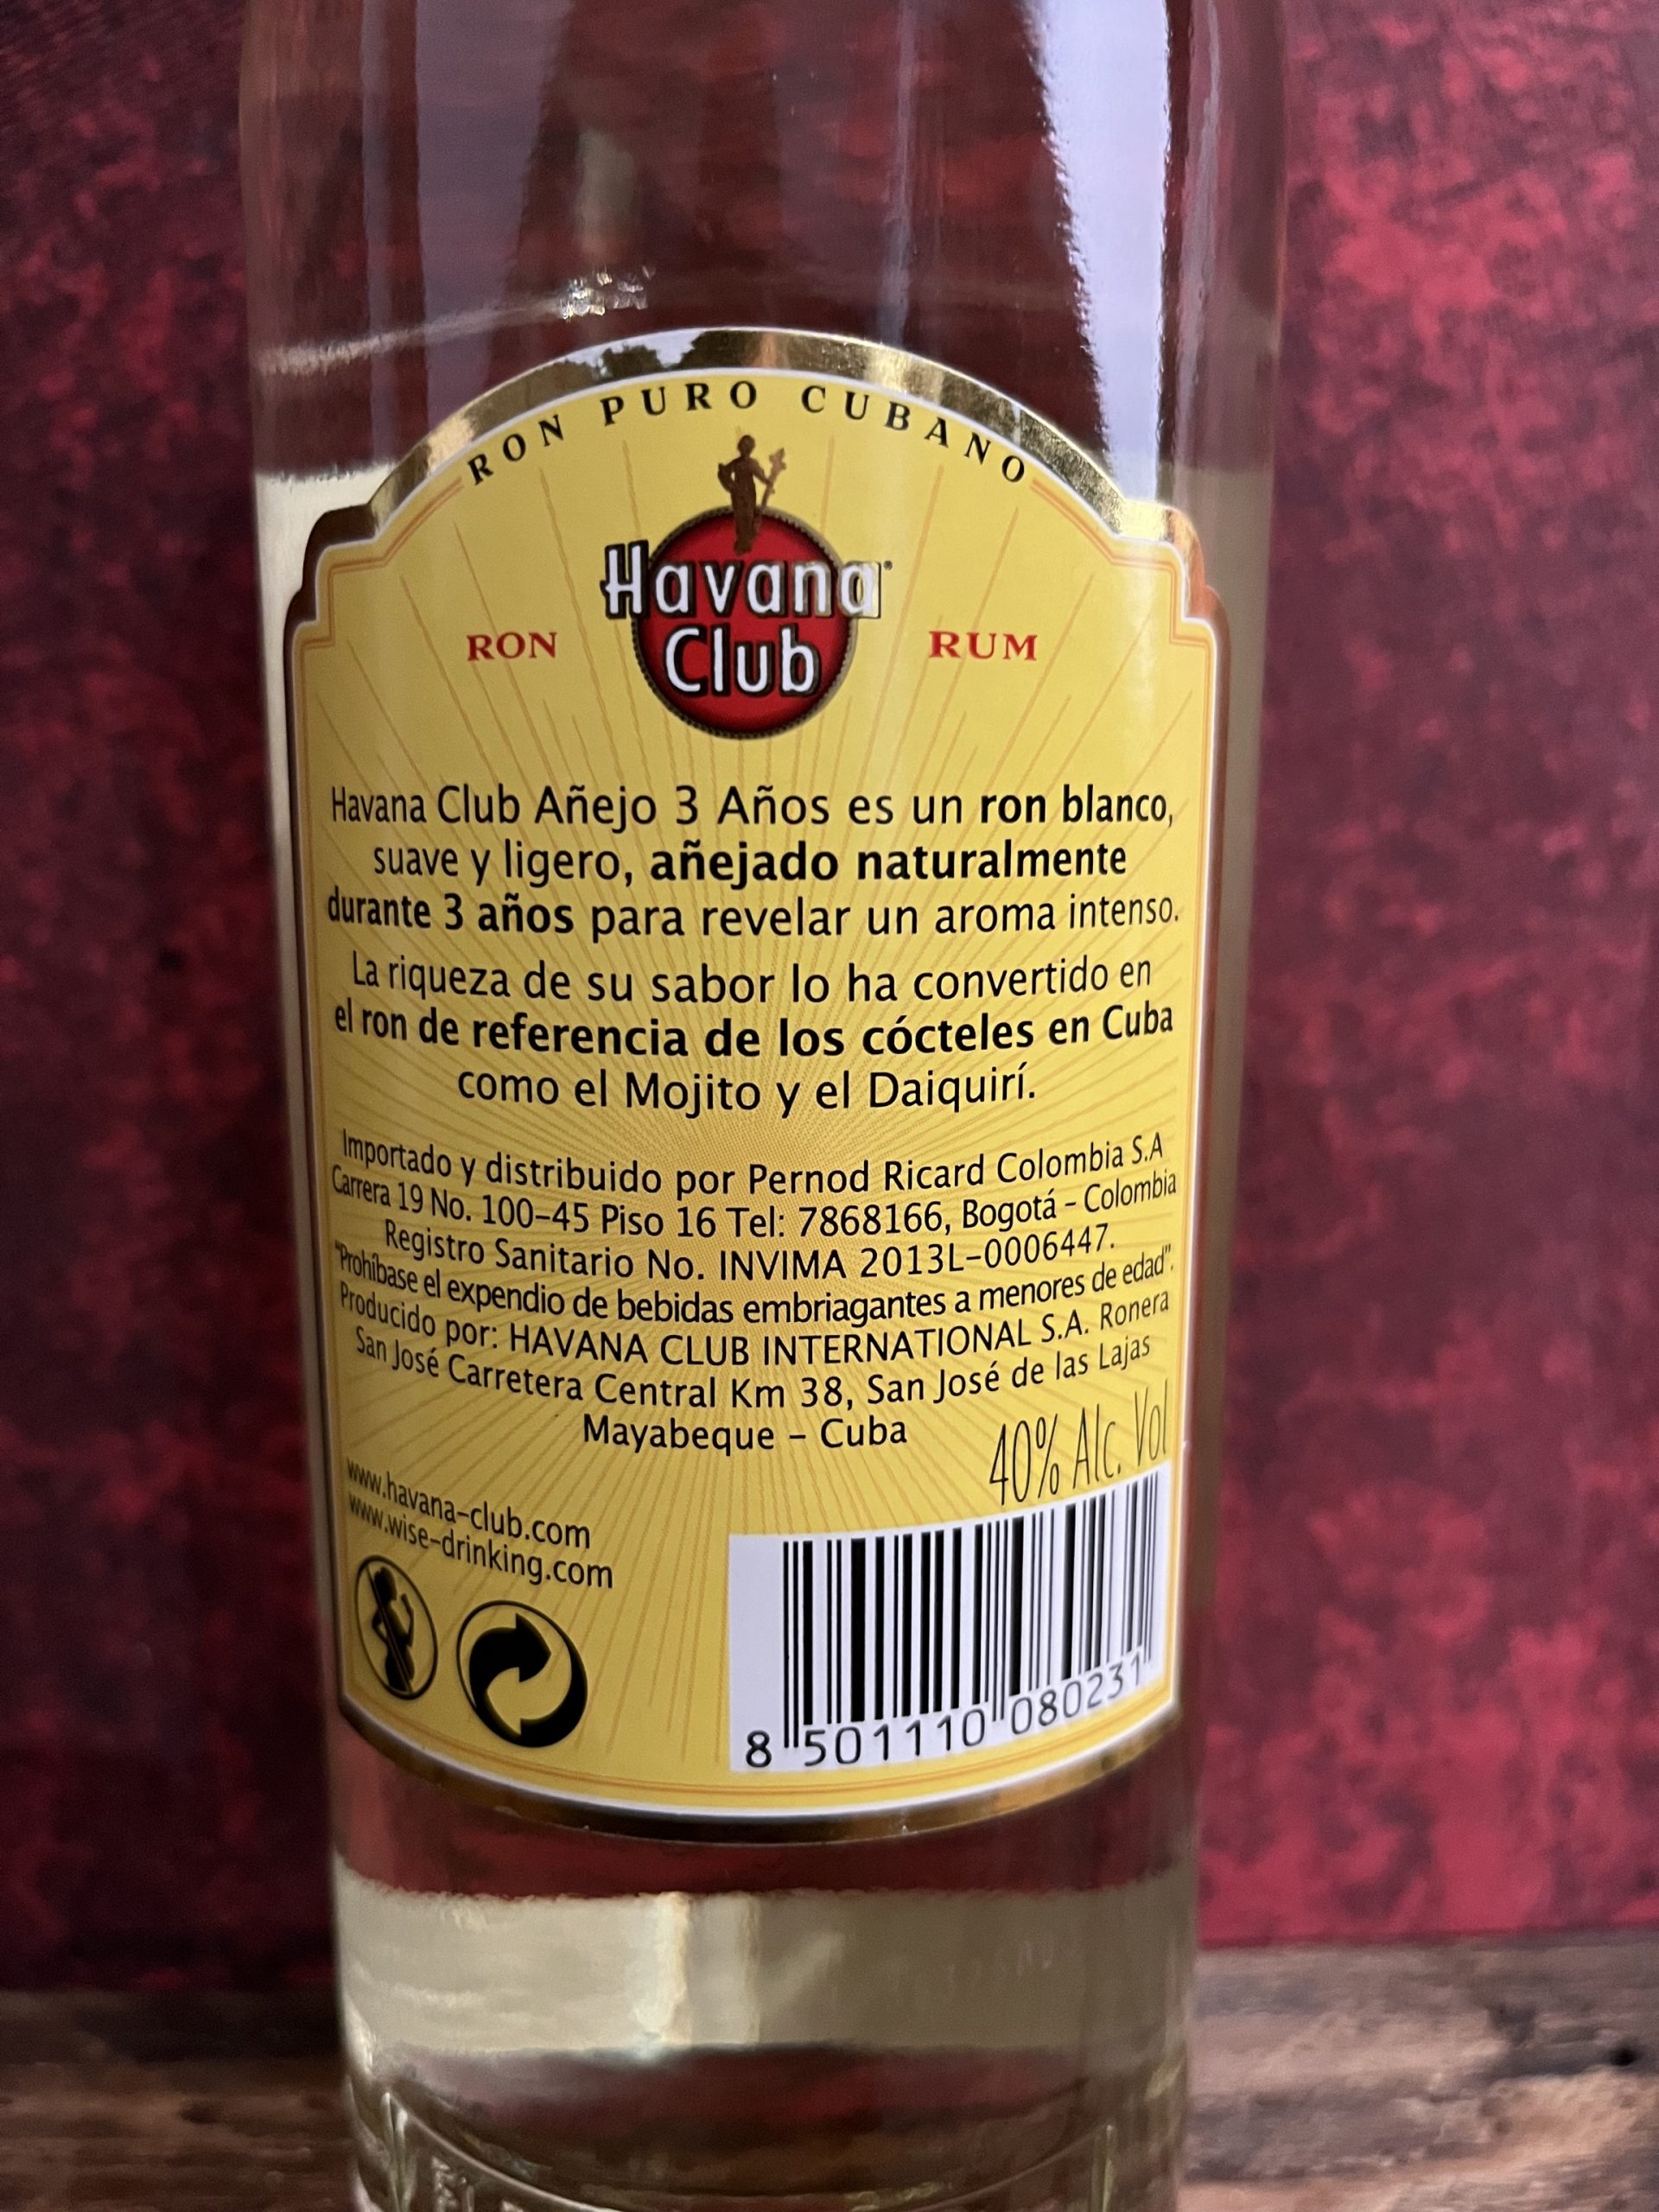 RON PURO CUBANO
Havana
Club
RON RUM
Havana Club Añejo 3 Años es un ron blanco,
suave y ligero, añejado naturalmente
durante 3 años para revelar un aroma intenso.
La riqueza de su sabor lo ha convertido en
el ron de referencia de los cócteles en Cuba
como el Mojito y el Daiquirí.
Importado y distribuido por Pernod Ricard Colombia S.A
Carrera 19 No. 100-45 Piso 16 Tel: 7868166, Bogotá - Colombia
Registro Sanitario No. INVIMA 2013L-0006447.
"Prohíbase el expendio de bebidas embriagantes a menores de edad".
Producido por: HAVANA CLUB INTERNATIONAL S.A. Ronera
San José Carretera Central Km 38, San José de las Lajas
Mayabeque - Cuba
40% Alc. Vol
www.havana-club.com
www.wise-drinking.com
8 501110 080231